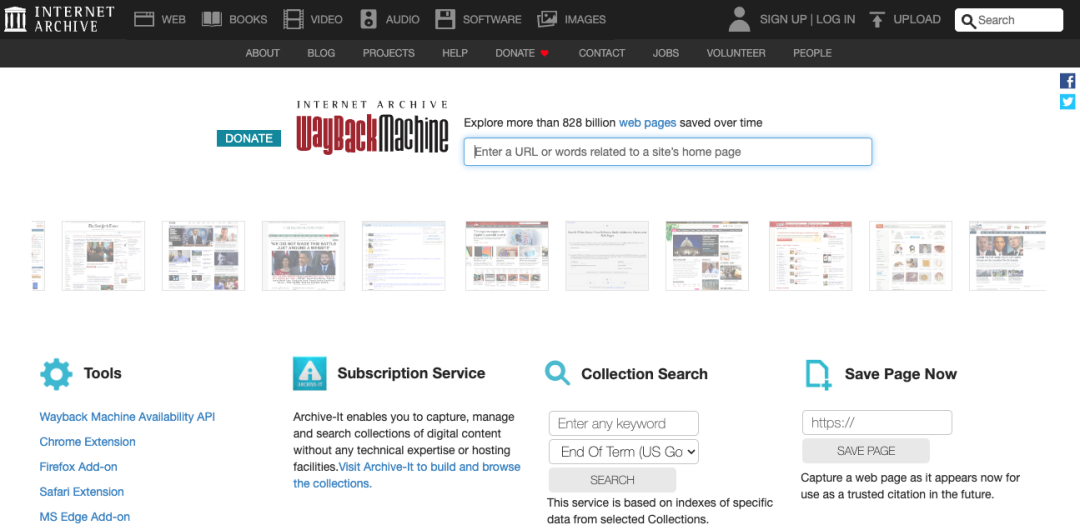 INTERNET
ARCHIVE
WEB
BOOKS
VIDEO
AUDIO
SOFTWARE
IMAGES
SIGN UP | LOG IN
UPLOAD
Search
ABOUT
BLOG
PROJECTS
HELP
DONATE
CONTACT
JOBS
VOLUNTEER
PEOPLE
DONATE
INTERNET ARCHIVE
WayBackMachine
Explore more than 828 billion web pages saved over time
Enter a URL or words related to a site's home page
Tools
Wayback Machine Availability API
Chrome Extension
Firefox Add-on
Safari Extension
MS Edge Add-on
Subscription Service
ARCHIVE-IT
Archive-It enables you to capture, manage
and search collections of digital content
without any technical expertise or hosting
facilities.Visit Archive-It to build and browse
the collections.
Collection Search
Enter any keyword
End Of Term (US Go
SEARCH
This service is based on indexes of specific
data from selected Collections.
Save Page Now
https://
SAVE PAGE
Capture a web page as it appears now for
use as a trusted citation in the future.